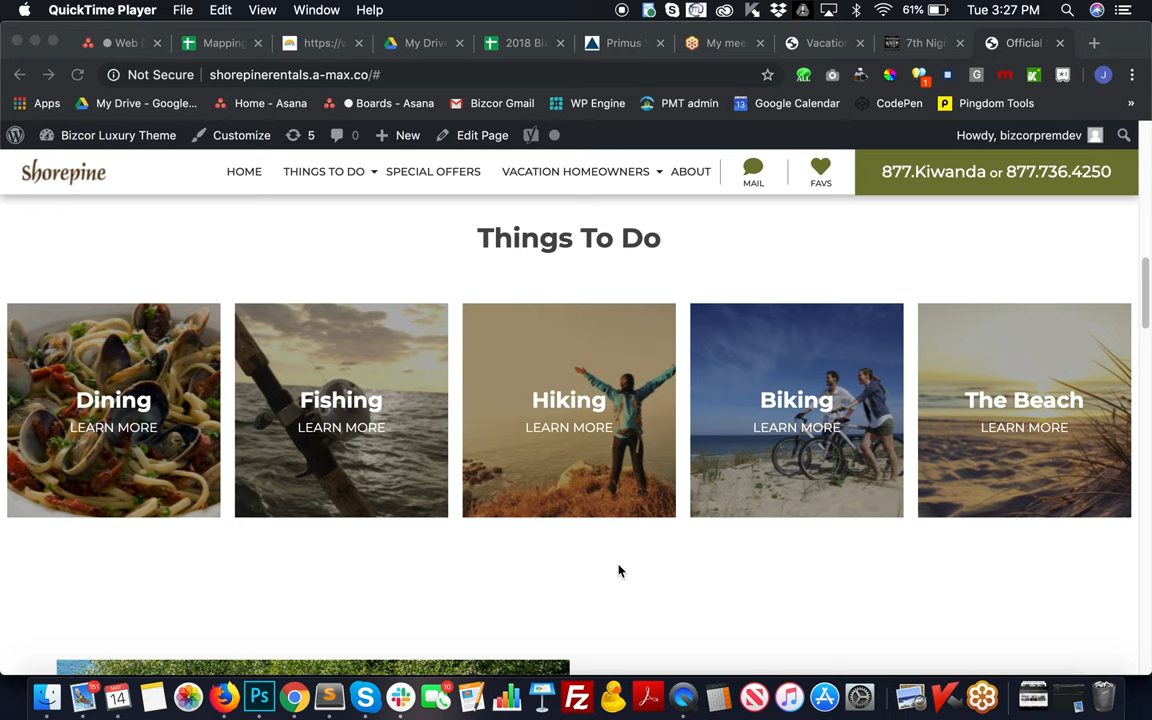 QuickTime Player File Edit View Window Help 61% Tue 3:27 PM
Web Mapping https://w My Drive 2018 Biz Primus My mee Vacatio 7th Nigh Official
Not Secure shorepinerentals.a-max.co/#
Apps My Drive - Google... Home - Asana Boards - Asana Bizcor Gmail WP Engine PMT admin Google Calendar CodePen Pingdom Tools »
Bizcor Luxury Theme Customize 5 0 New Edit Page Howdy, bizcorpremdev
Shorepine HOME THINGS TO DO SPECIAL OFFERS VACATION HOMEOWNERS ABOUT MAIL FAVS 877.Kiwanda or 877.736.4250
Things To Do
Dining Fishing Hiking Biking The Beach
LEARN MORE LEARN MORE LEARN MORE LEARN MORE LEARN MORE